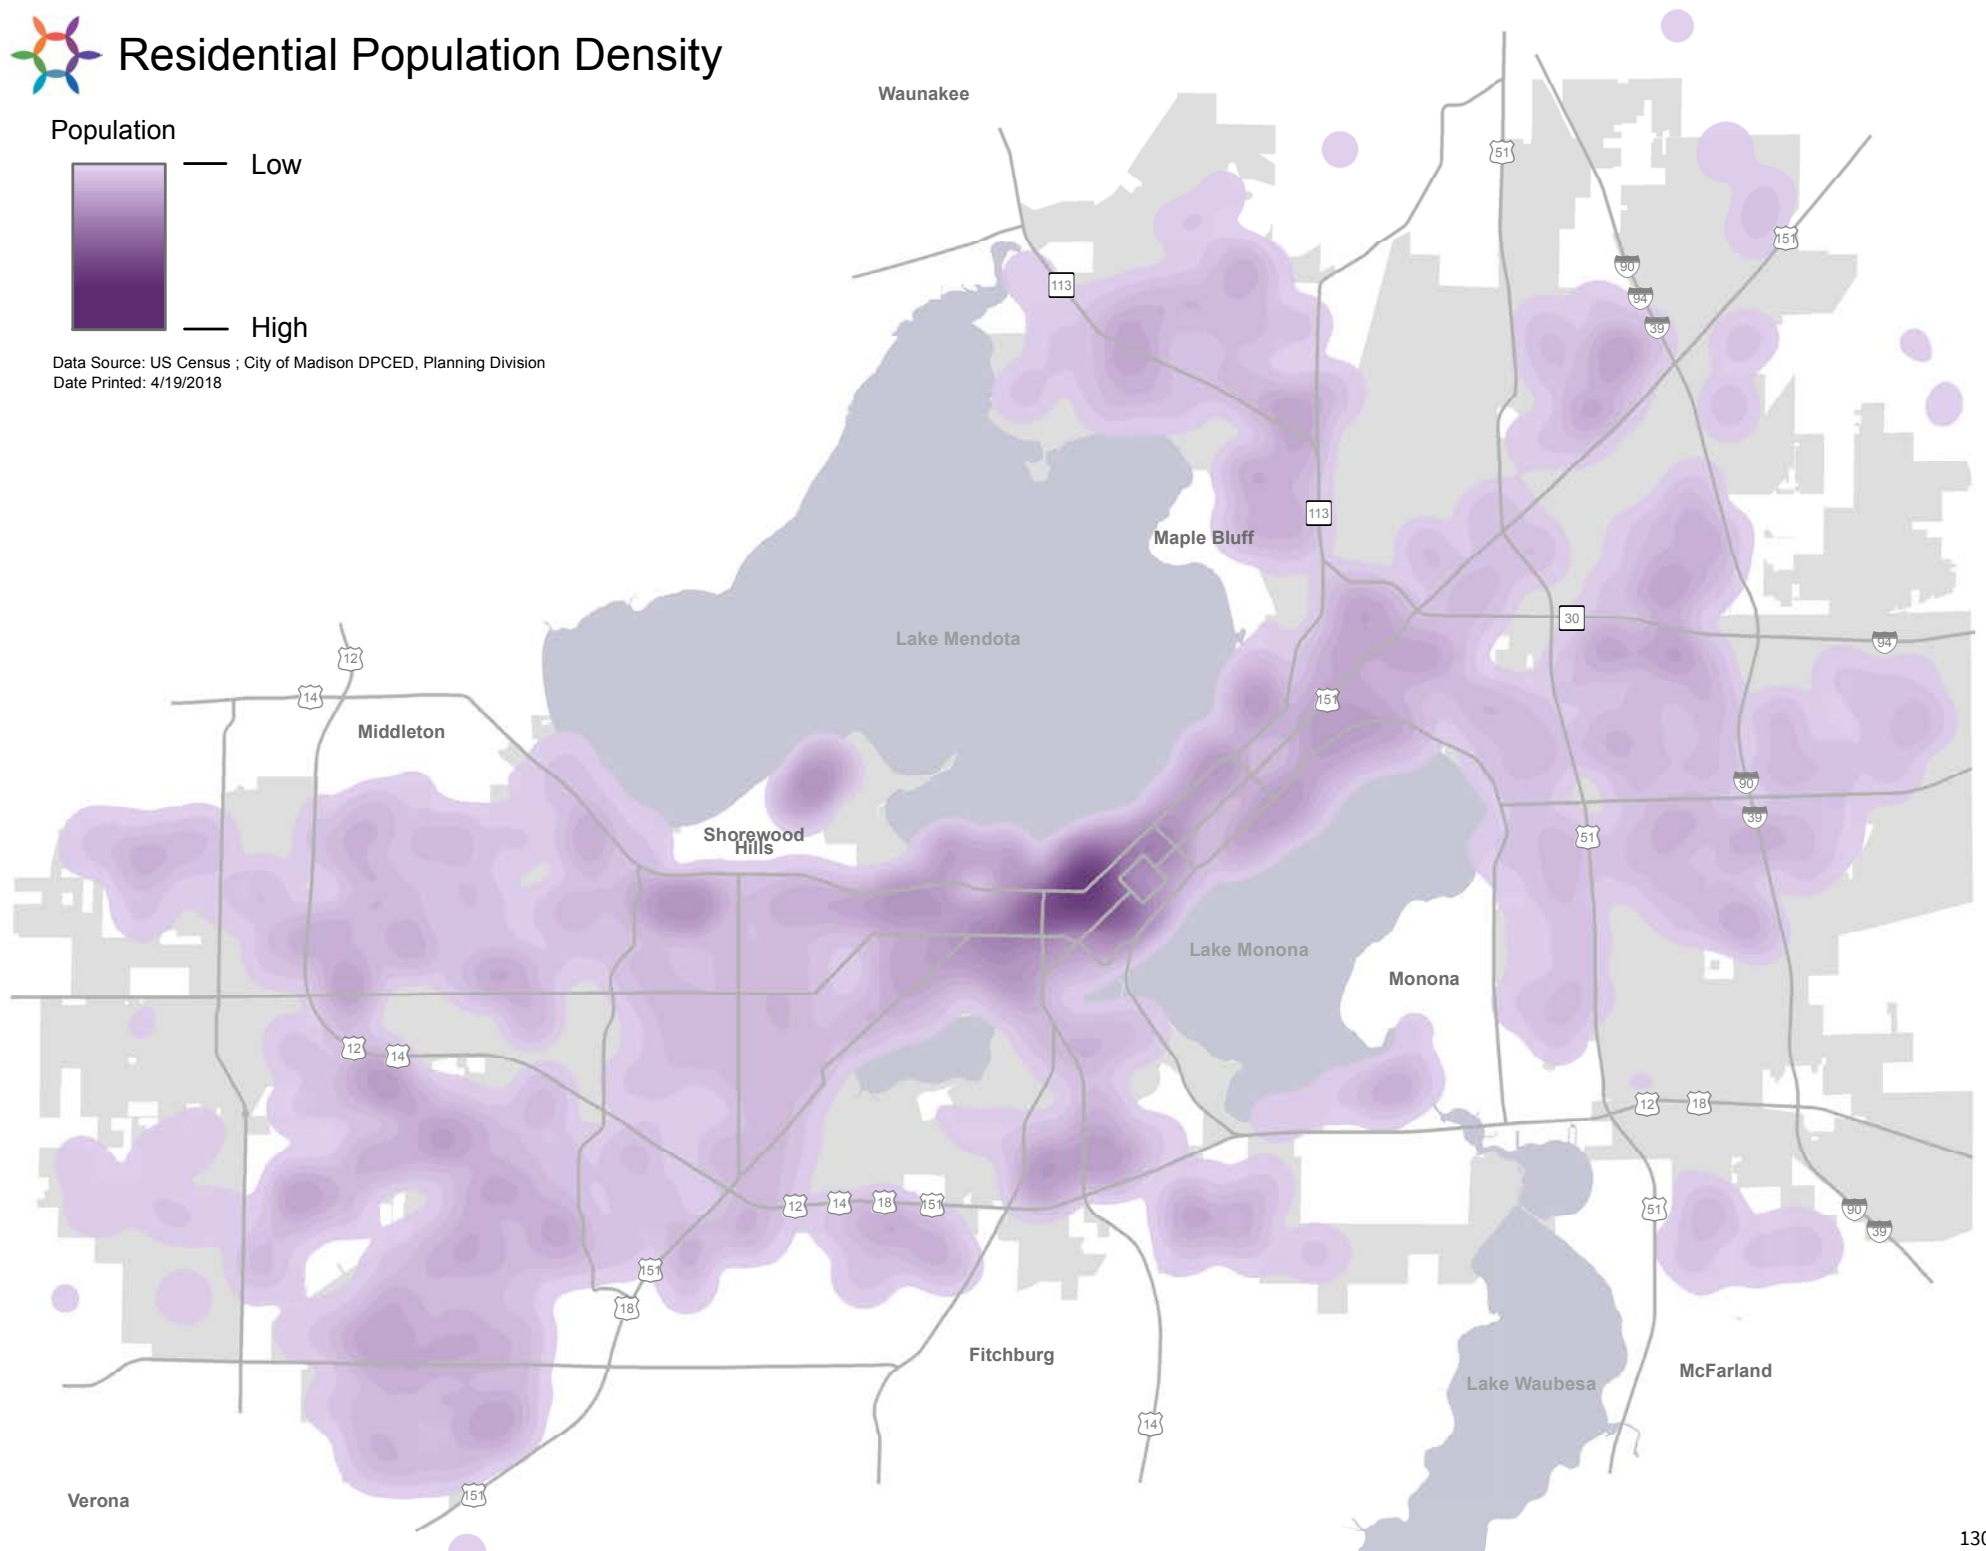 Residential Population Density
Population
Low
High
Data Source: US Census ; City of Madison DPCED, Planning Division
Date Printed: 4/19/2018
Waunakee
51
151
90
94
39
113
113
Maple Bluff
30
94
Lake Mendota
12
14
Middleton
151
90
39
51
Shorewood
Hills
Lake Monona
Monona
12
14
12
18
12
14
18
151
51
90
39
151
18
Fitchburg
McFarland
Lake Waubesa
14
151
Verona
130